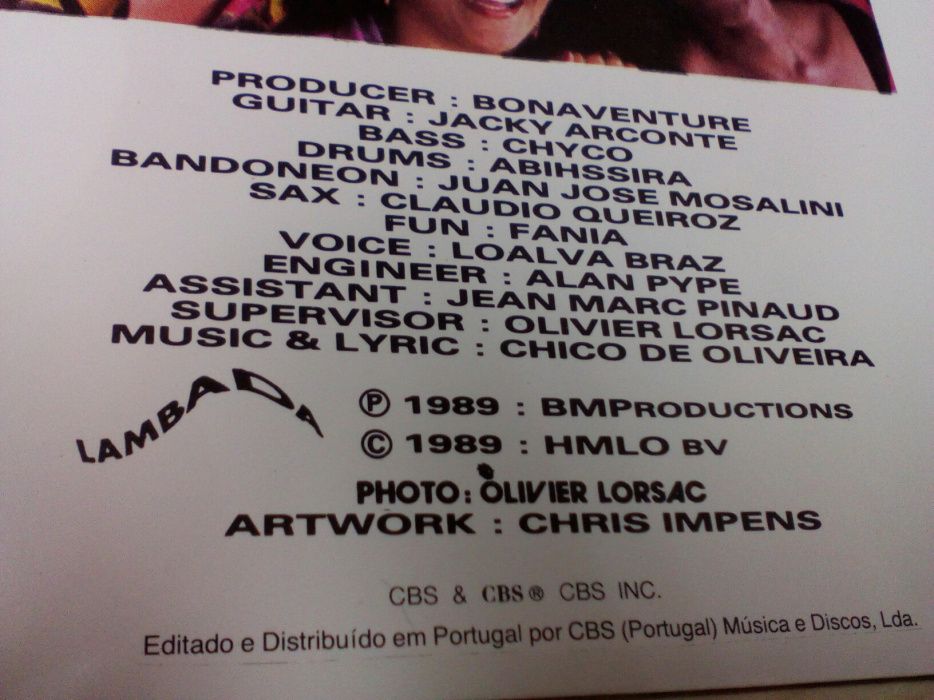 PRODUCER : BONAVENTURE
GUITAR : JACKY ARCONTE
BASS : CHYCO
DRUMS : ABIHSSIRA
BANDONEON : JUAN JOSE MOSALINI
SAX : CLAUDIO QUEIROZ
FUN : FANIA
VOICE : LOALVA BRAZ
ENGINEER : ALAN PYPE
ASSISTANT : JEAN MARC PINAUD
SUPERVISOR : OLIVIER LORSAC
MUSIC & LYRIC : CHICO DE OLIVEIRA
LAMBADA
℗ 1989 : BMPRODUCTIONS
© 1989 : HMLO BV
PHOTO: OLIVIER LORSAC
ARTWORK : CHRIS IMPENS
CBS & CBS® CBS INC.
Editado e Distribuído em Portugal por CBS (Portugal) Música e Discos, Lda.